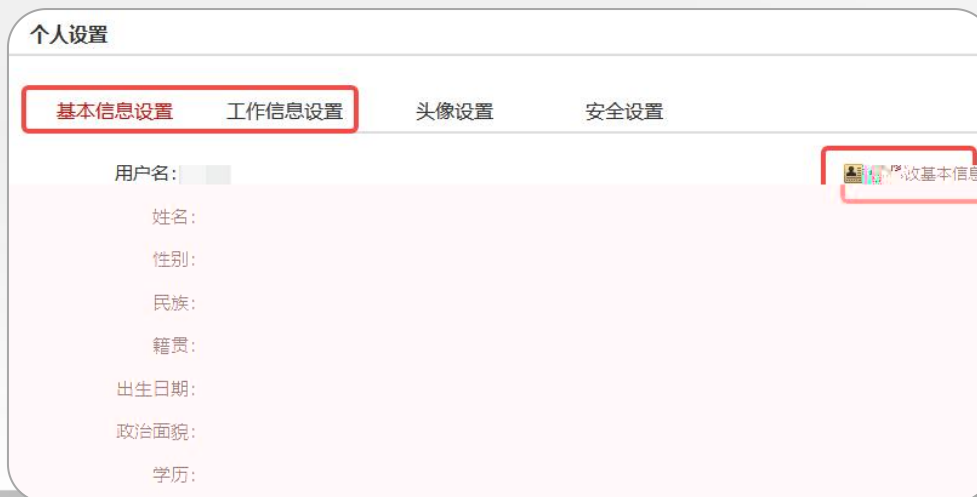 个人设置
基本信息设置 工作信息设置 头像设置 安全设置
用户名:
改基本信息
姓名:
性别:
民族:
籍贯:
出生日期:
政治面貌:
学历: